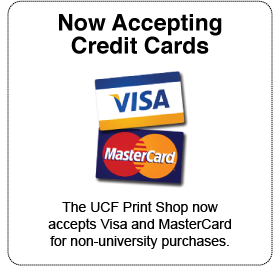 Now Accepting
Credit Cards
VISA
MasterCard
The UCF Print Shop now
accepts Visa and MasterCard
for non-university purchases.